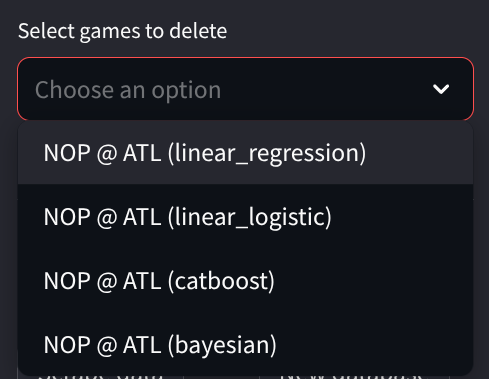 Select games to delete
Choose an option
NOP @ ATL (linear_regression)
NOP @ ATL (linear_logistic)
NOP @ ATL (catboost)
NOP @ ATL (bayesian)